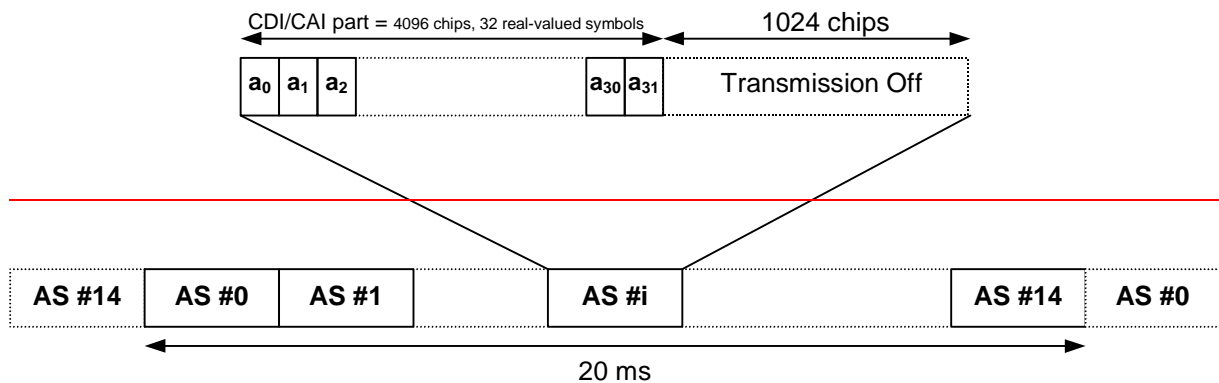 CDI/CAI part = 4096 chips, 32 real-valued symbols
1024 chips
a0 a1 a2 a30 a31 Transmission Off
AS #14 AS #0 AS #1 AS #i AS #14 AS #0
20 ms